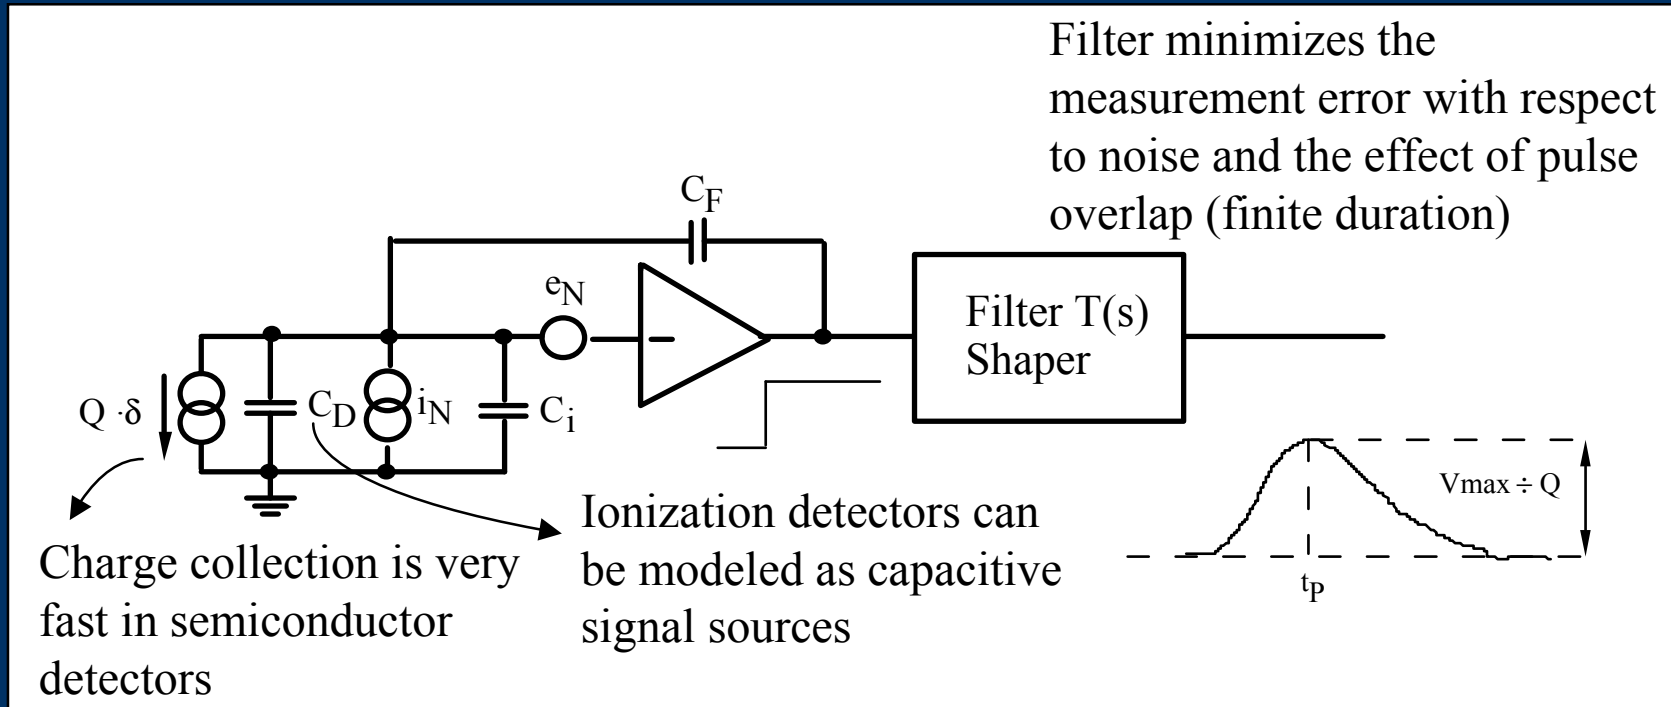 Filter minimizes the
measurement error with respect
to noise and the effect of pulse
overlap (finite duration)
C_F
e_N
Filter T(s)
Shaper
Q ·δ
C_D
i_N
C_i
Vmax ÷ Q
t_P
Charge collection is very
fast in semiconductor
detectors
Ionization detectors can
be modeled as capacitive
signal sources